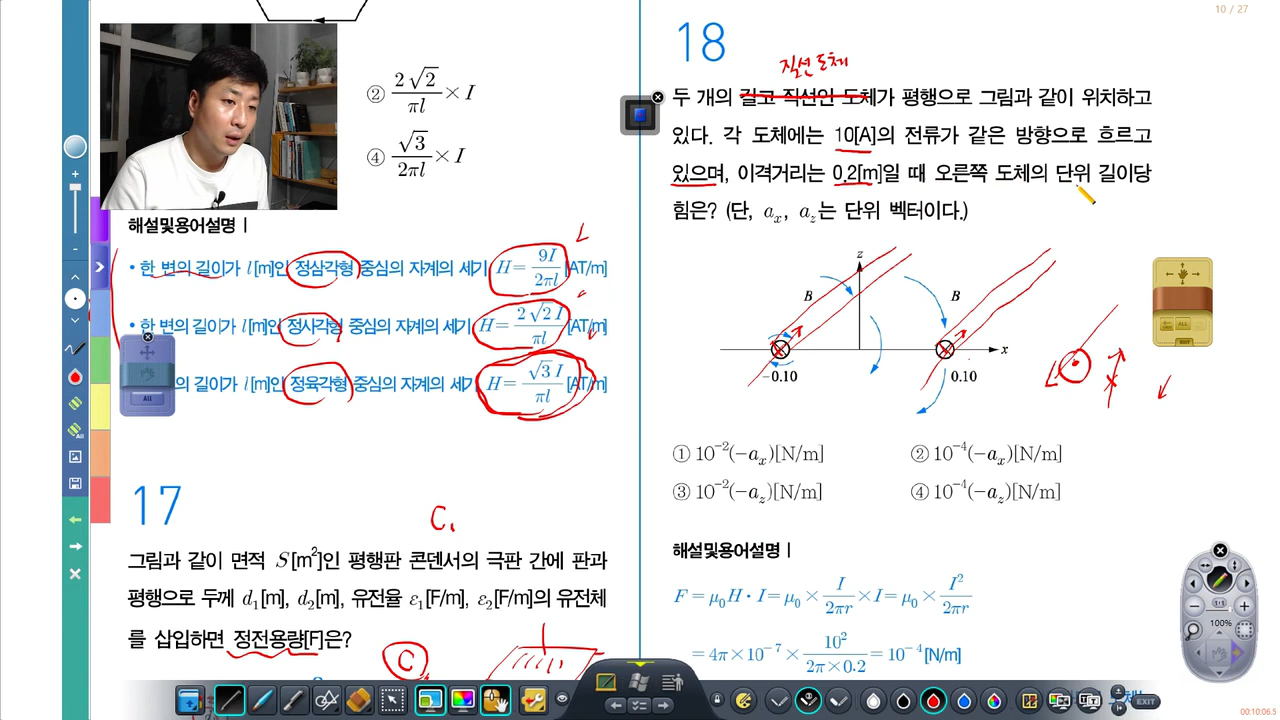 10 / 27
② 2√2/πl × I
④ √3/2πl × I
해설및용어설명 |
• 한 변의 길이가 l[m]인 정삼각형 중심의 자계의 세기 H = 9I/2πl [AT/m]
• 한 변의 길이가 l[m]인 정사각형 중심의 자계의 세기 H = 2√2 I/πl [AT/m]
의 길이가 l[m]인 정육각형 중심의 자계의 세기 H = √3 I/πl [AT/m]
17
C₁
그림과 같이 면적 S[m²]인 평행판 콘덴서의 극판 간에 판과
평행으로 두께 d₁[m], d₂[m], 유전율 ε₁[F/m], ε₂[F/m]의 유전체
를 삽입하면 정전용량[F]은?
C
18
직선도체
두 개의 길고 직선인 도체가 평행으로 그림과 같이 위치하고
있다. 각 도체에는 10[A]의 전류가 같은 방향으로 흐르고
있으며, 이격거리는 0.2[m]일 때 오른쪽 도체의 단위 길이당
힘은? (단, aₓ, a_z는 단위 벡터이다.)
z
B B
x
−0.10 0.10
① 10⁻²(−aₓ)[N/m] ② 10⁻⁴(−aₓ)[N/m]
③ 10⁻²(−a_z)[N/m] ④ 10⁻⁴(−a_z)[N/m]
해설및용어설명 |
F = μ₀H · I = μ₀ × I/2πr × I = μ₀ × I²/2πr
= 4π × 10⁻⁷ × 10²/2π × 0.2 = 10⁻⁴ [N/m]
All
ALL
EXIT
1/1
100%
EXIT
00:10:06.5